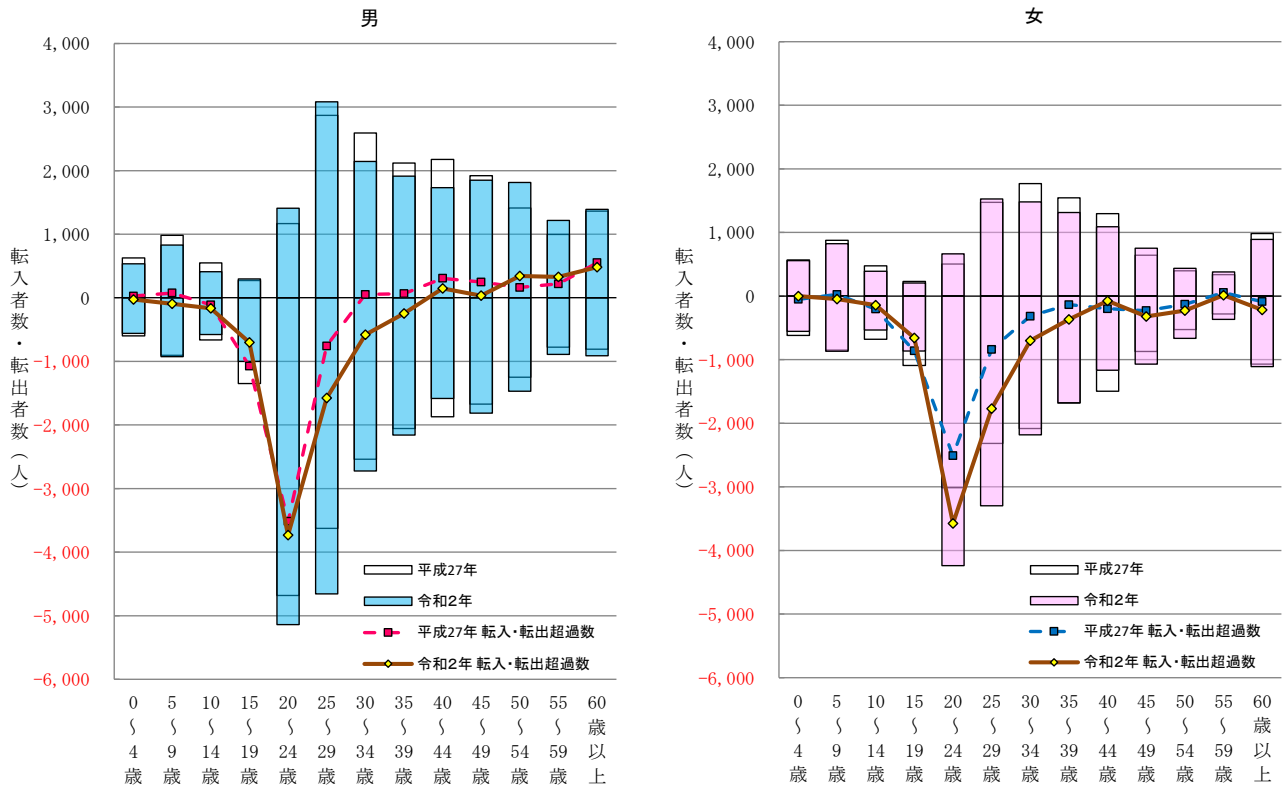 男
4,000
3,000
2,000
1,000
0
-1,000
-2,000
-3,000
-4,000
-5,000
-6,000
転入者数・転出者数（人）
平成27年
令和2年
平成27年 転入・転出超過数
令和2年 転入・転出超過数
0～4歳
5～9歳
10～14歳
15～19歳
20～24歳
25～29歳
30～34歳
35～39歳
40～44歳
45～49歳
50～54歳
55～59歳
60歳以上
女
4,000
3,000
2,000
1,000
0
-1,000
-2,000
-3,000
-4,000
-5,000
-6,000
転入者数・転出者数（人）
平成27年
令和2年
平成27年 転入・転出超過数
令和2年 転入・転出超過数
0～4歳
5～9歳
10～14歳
15～19歳
20～24歳
25～29歳
30～34歳
35～39歳
40～44歳
45～49歳
50～54歳
55～59歳
60歳以上